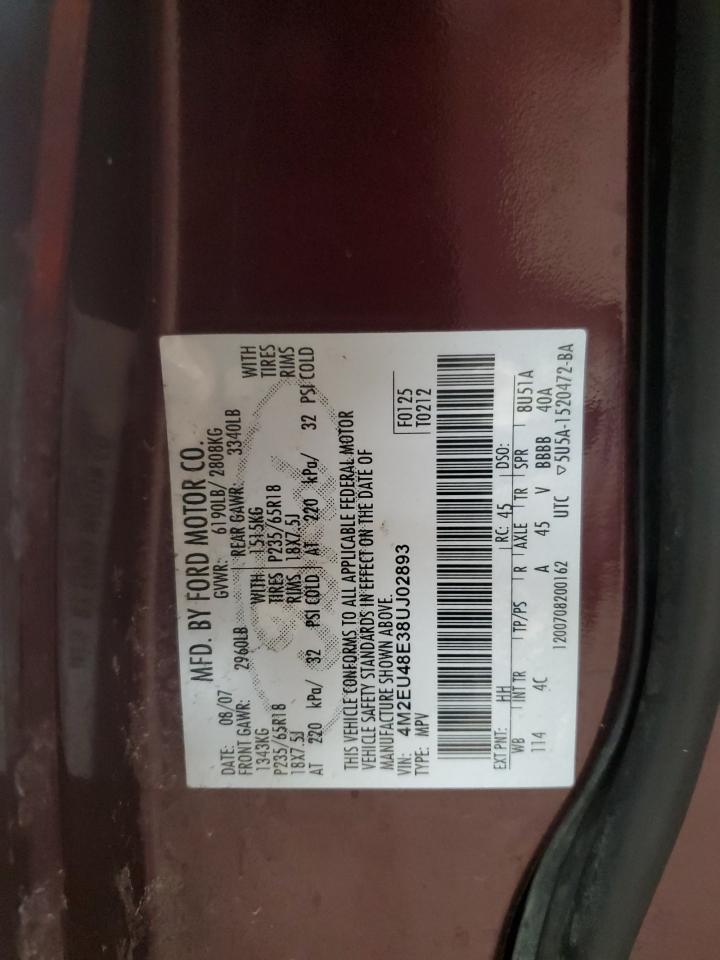 MFD. BY FORD MOTOR CO.
DATE: 08/07 GVWR: 6190LB/ 2808KG
FRONT GAWR: 2960LB REAR GAWR: 3340LB
1343KG WITH 1515KG WITH
P235/65R18 TIRES P235/65R18 TIRES
18X7.5J RIMS 18X7.5J RIMS
AT 220 kPa/ 32 PSI COLD AT 220 kPa/ 32 PSI COLD
THIS VEHICLE CONFORMS TO ALL APPLICABLE FEDERAL MOTOR
VEHICLE SAFETY STANDARDS IN EFFECT ON THE DATE OF
MANUFACTURE SHOWN ABOVE.
VIN: 4M2EU48E38UJ02893 F0125
TYPE: MPV T0212
EXT PNT: HH RC: 45 DSO:
WB INT TR TP/PS R AXLE TR SPR 8U51A
114 4C A 45 V BBBB 40A
1200708200162 UTC ▽5U5A-1520472-BA